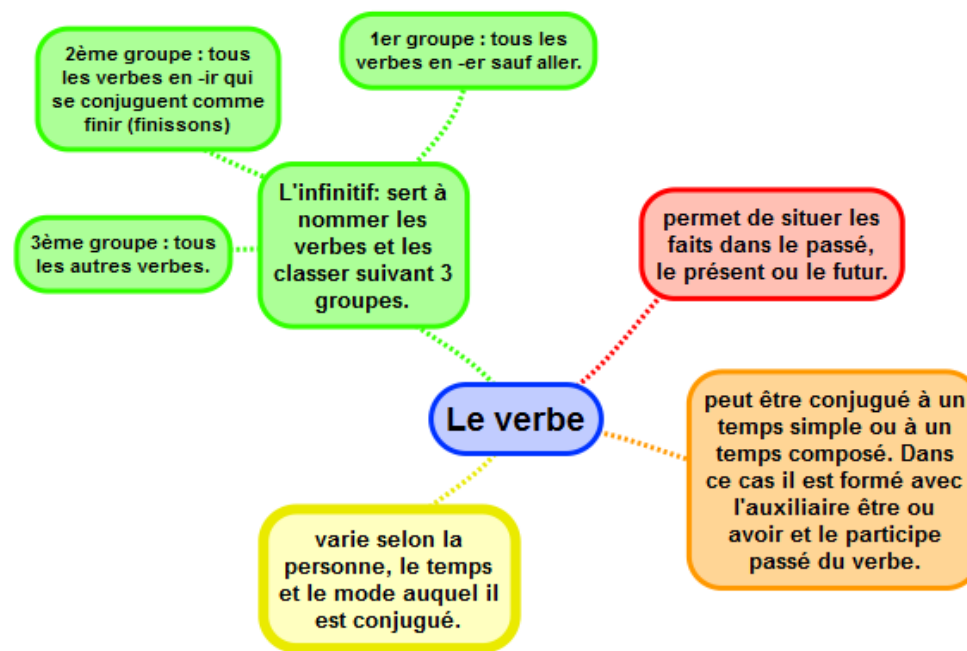 2ème groupe : tous
les verbes en -ir qui
se conjuguent comme
finir (finissons)
1er groupe : tous les
verbes en -er sauf aller.
L'infinitif: sert à
nommer les
verbes et les
classer suivant 3
groupes.
3ème groupe : tous
les autres verbes.
permet de situer les
faits dans le passé,
le présent ou le futur.
Le verbe
peut être conjugué à un
temps simple ou à un
temps composé. Dans
ce cas il est formé avec
l'auxiliaire être ou
avoir et le participe
passé du verbe.
varie selon la
personne, le temps
et le mode auquel il
est conjugué.